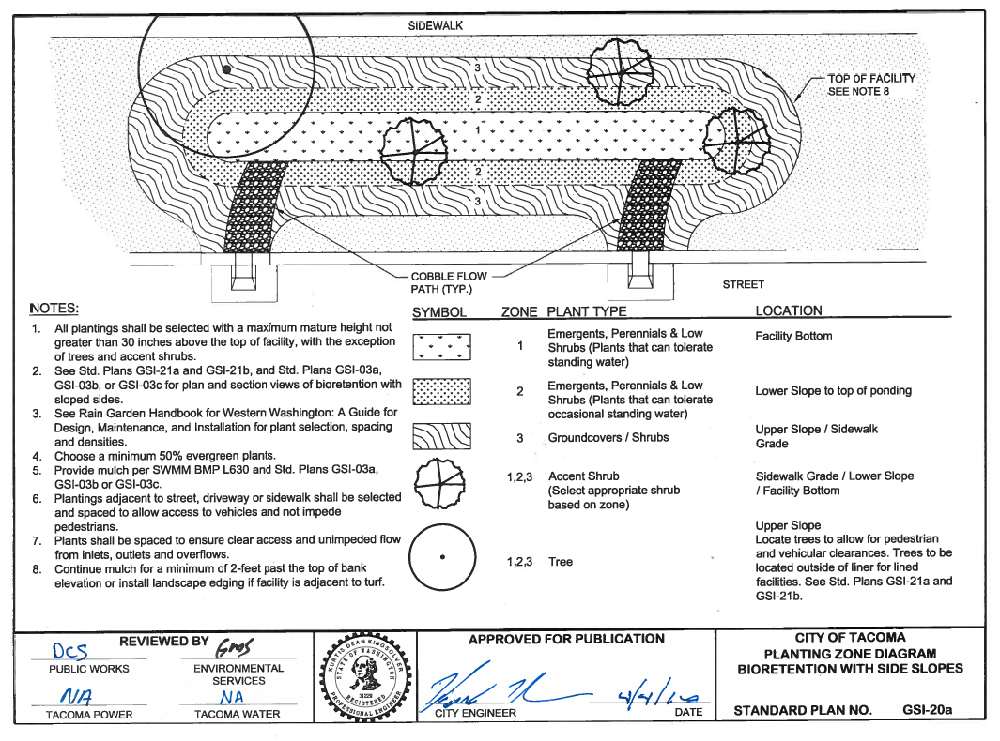 SIDEWALK
3
2
1
2
3
TOP OF FACILITY
SEE NOTE 8
COBBLE FLOW
PATH (TYP.)
STREET
NOTES:
1. All plantings shall be selected with a maximum mature height not
greater than 30 inches above the top of facility, with the exception
of trees and accent shrubs.
2. See Std. Plans GSI-21a and GSI-21b, and Std. Plans GSI-03a,
GSI-03b, or GSI-03c for plan and section views of bioretention with
sloped sides.
3. See Rain Garden Handbook for Western Washington: A Guide for
Design, Maintenance, and Installation for plant selection, spacing
and densities.
4. Choose a minimum 50% evergreen plants.
5. Provide mulch per SWMM BMP L630 and Std. Plans GSI-03a,
GSI-03b or GSI-03c.
6. Plantings adjacent to street, driveway or sidewalk shall be selected
and spaced to allow access to vehicles and not impede
pedestrians.
7. Plants shall be spaced to ensure clear access and unimpeded flow
from inlets, outlets and overflows.
8. Continue mulch for a minimum of 2-feet past the top of bank
elevation or install landscape edging if facility is adjacent to turf.
SYMBOL ZONE PLANT TYPE LOCATION
1 Emergents, Perennials & Low
Shrubs (Plants that can tolerate
standing water)
Facility Bottom
2 Emergents, Perennials & Low
Shrubs (Plants that can tolerate
occasional standing water)
Lower Slope to top of ponding
3 Groundcovers / Shrubs
Upper Slope / Sidewalk
Grade
1,2,3 Accent Shrub
(Select appropriate shrub
based on zone)
Sidewalk Grade / Lower Slope
/ Facility Bottom
1,2,3 Tree
Upper Slope
Locate trees to allow for pedestrian
and vehicular clearances. Trees to be
located outside of liner for lined
facilities. See Std. Plans GSI-21a and
GSI-21b.
REVIEWED BY
DCS
PUBLIC WORKS
ENVIRONMENTAL
SERVICES
NA
TACOMA POWER
NA
TACOMA WATER
KURTIS DEAN KINGSOLVER
STATE OF WASHINGTON
31229
REGISTERED
PROFESSIONAL ENGINEER
APPROVED FOR PUBLICATION
CITY ENGINEER
DATE
CITY OF TACOMA
PLANTING ZONE DIAGRAM
BIORETENTION WITH SIDE SLOPES
STANDARD PLAN NO. GSI-20a